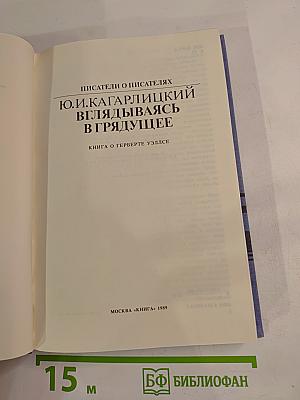 ПИСАТЕЛИ О ПИСАТЕЛЯХ
Ю.И.КАГАРЛИЦКИЙ
ВГЛЯДЫВАЯСЬ
В ГРЯДУЩЕЕ
КНИГА О ГЕРБЕРТЕ УЭЛЛСЕ
МОСКВА «КНИГА» 1989
15 м
БФ БИБЛИОФАН